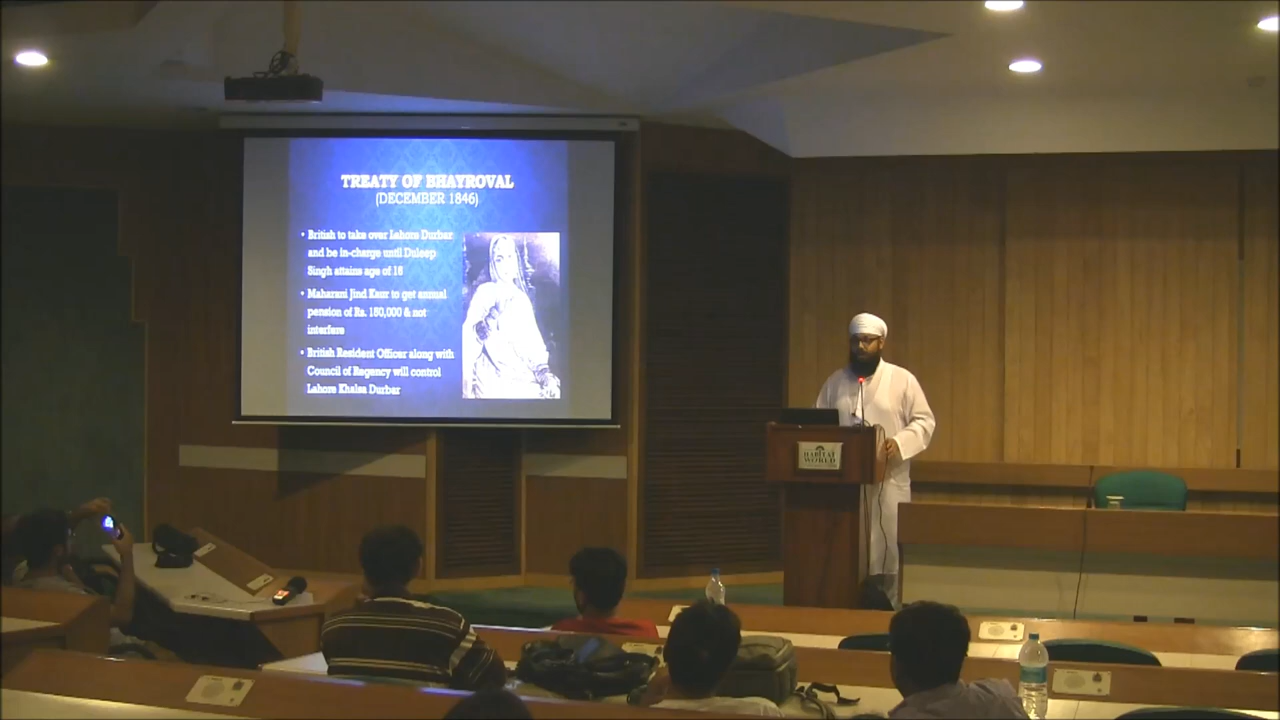 TREATY OF BHAYROVAL
(DECEMBER 1846)
• British to take over Lahore Durbar
and be in-charge until Duleep
Singh attains age of 16
• Maharani Jind Kaur to get annual
pension of Rs. 150,000 & not
interfere
• British Resident Officer along with
Council of Regency will control
Lahore Khalsa Durbar
HABITAT
WORLD